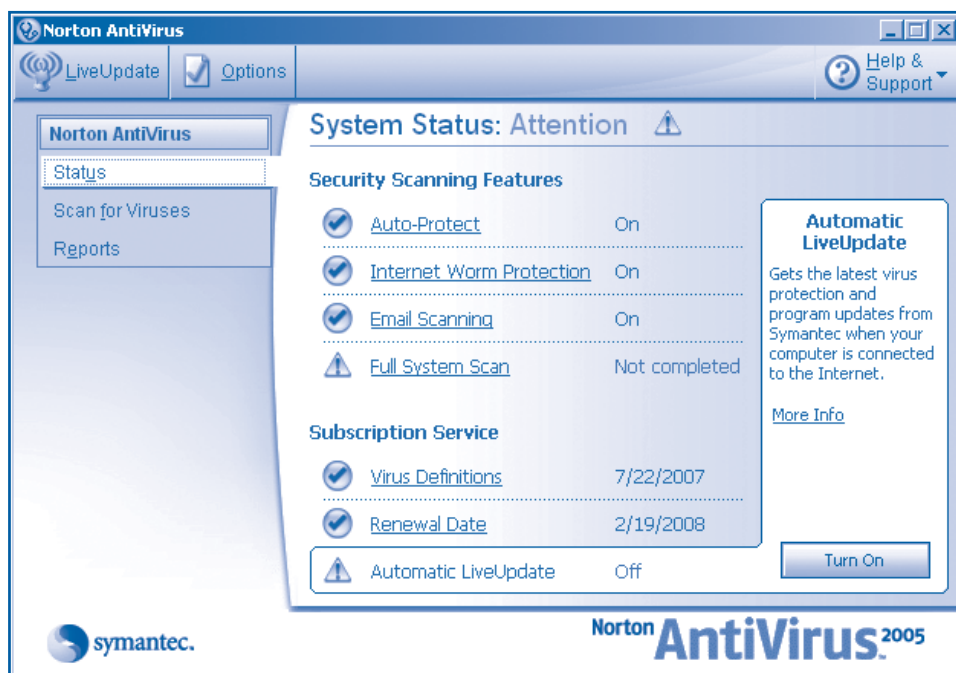 Norton AntiVirus
LiveUpdate
Options
Help &
Support
Norton AntiVirus
Status
Scan for Viruses
Reports
System Status: Attention
Security Scanning Features
Auto-Protect On
Internet Worm Protection On
Email Scanning On
Full System Scan Not completed
Subscription Service
Virus Definitions 7/22/2007
Renewal Date 2/19/2008
Automatic LiveUpdate Off
Automatic
LiveUpdate
Gets the latest virus
protection and
program updates from
Symantec when your
computer is connected
to the Internet.
More Info
Turn On
symantec.
Norton AntiVirus 2005